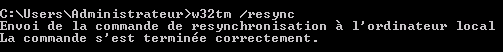 C:\Users\Administrateur>w32tm /resync
Envoi de la commande de resynchronisation à l'ordinateur local
La commande s'est terminée correctement.